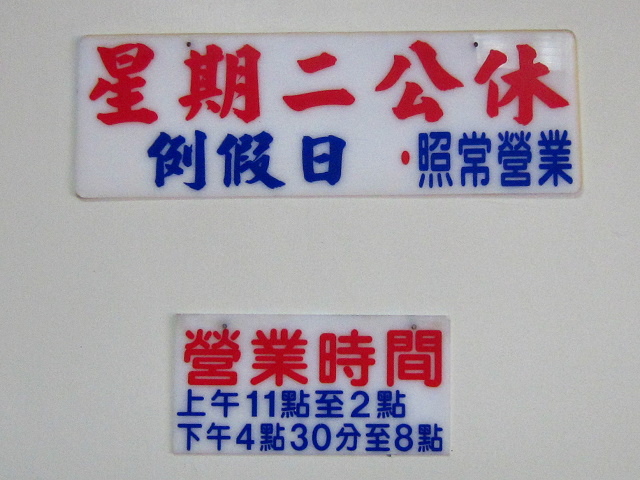 星期二公休
例假日•照常營業
營業時間
上午11點至2點
下午4點30分至8點